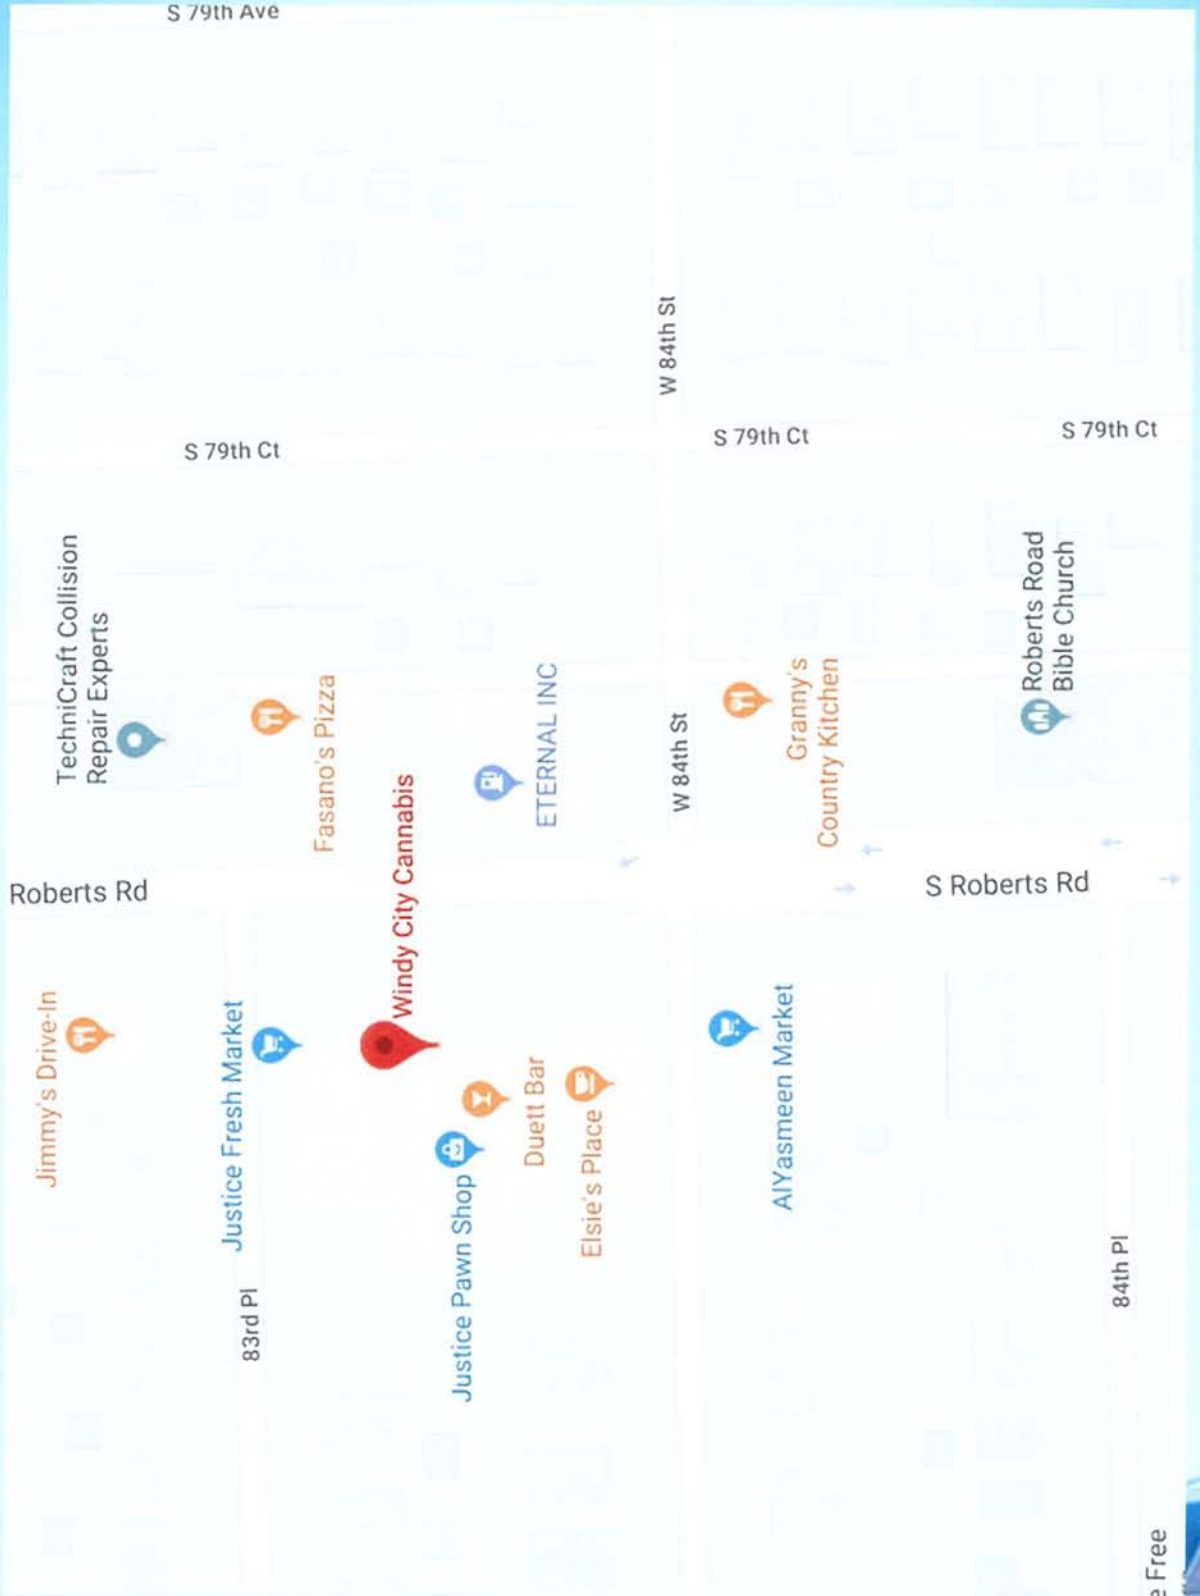 S 79th Ave
W 84th St
S 79th Ct
S 79th Ct
S 79th Ct
TechniCraft Collision
Repair Experts
Fasano's Pizza
ETERNAL INC
W 84th St
Granny's
Country Kitchen
Roberts Road
Bible Church
Windy City Cannabis
Roberts Rd
S Roberts Rd
Jimmy's Drive-In
Justice Fresh Market
Duett Bar
Justice Pawn Shop
Elsie's Place
AlYasmeen Market
83rd Pl
84th Pl
Free